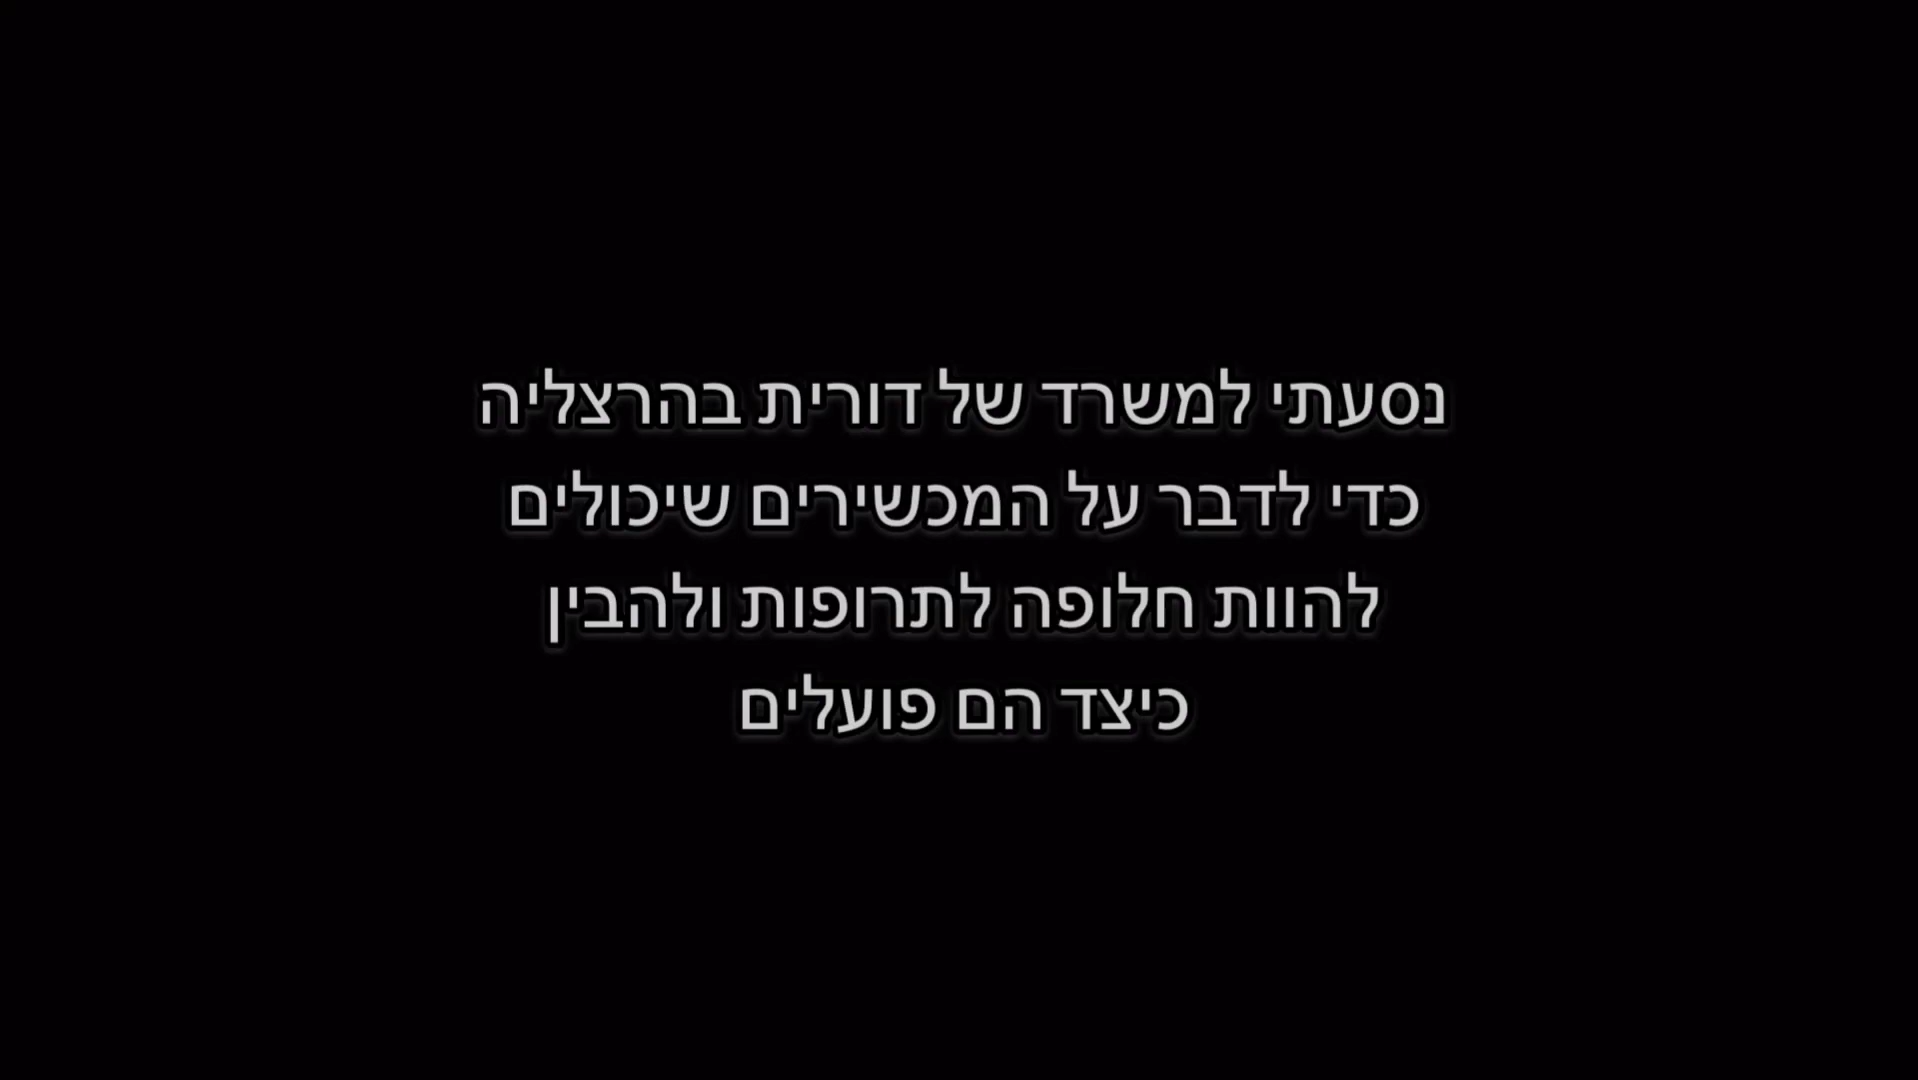 נסעתי למשרד של דורית בהרצליה
כדי לדבר על המכשירים שיכולים
להוות חלופה לתרופות ולהבין
כיצד הם פועלים